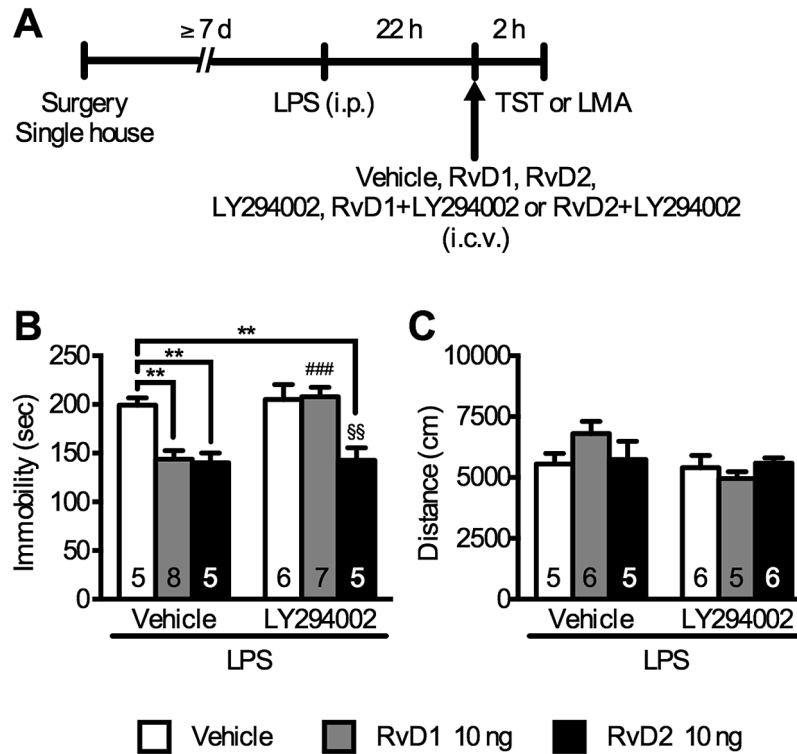 A
≥ 7 d
22 h
2 h
Surgery
Single house
LPS (i.p.)
TST or LMA
Vehicle, RvD1, RvD2,
LY294002, RvD1+LY294002 or RvD2+LY294002
(i.c.v.)
B
Immobility (sec)
250
200
150
100
50
0
**
**
**
###
§§
5 8 5 6 7 5
Vehicle LY294002
LPS
C
Distance (cm)
10000
7500
5000
2500
0
5 6 5 6 5 6
Vehicle LY294002
LPS
Vehicle RvD1 10 ng RvD2 10 ng